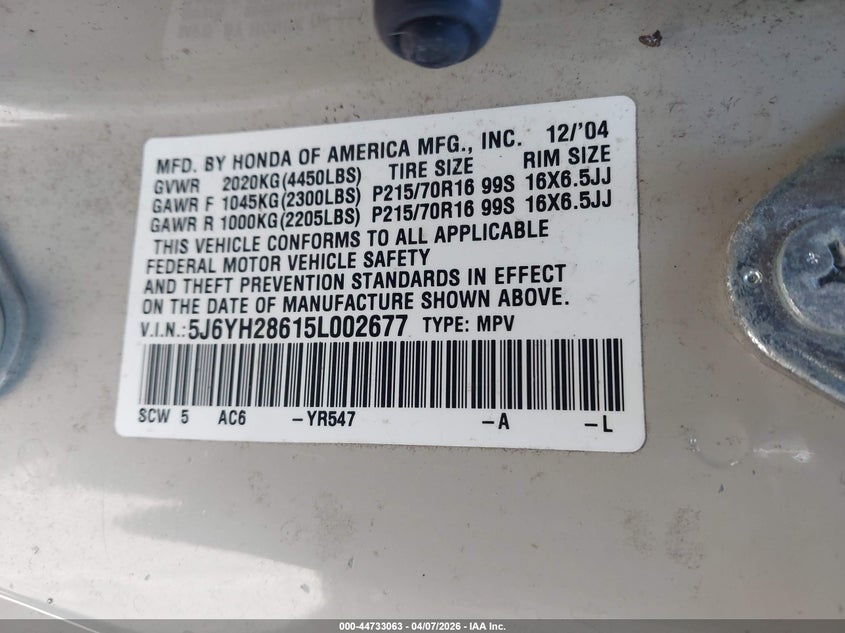 MFD. BY HONDA OF AMERICA MFG., INC. 12/'04
GVWR 2020KG(4450LBS) TIRE SIZE RIM SIZE
GAWR F 1045KG(2300LBS) P215/70R16 99S 16X6.5JJ
GAWR R 1000KG(2205LBS) P215/70R16 99S 16X6.5JJ
THIS VEHICLE CONFORMS TO ALL APPLICABLE
FEDERAL MOTOR VEHICLE SAFETY
AND THEFT PREVENTION STANDARDS IN EFFECT
ON THE DATE OF MANUFACTURE SHOWN ABOVE.
V.I.N.:5J6YH28615L002677 TYPE: MPV
SCW 5 AC6 -YR547 -A -L
000-44733063 - 04/07/2026 - IAA Inc.